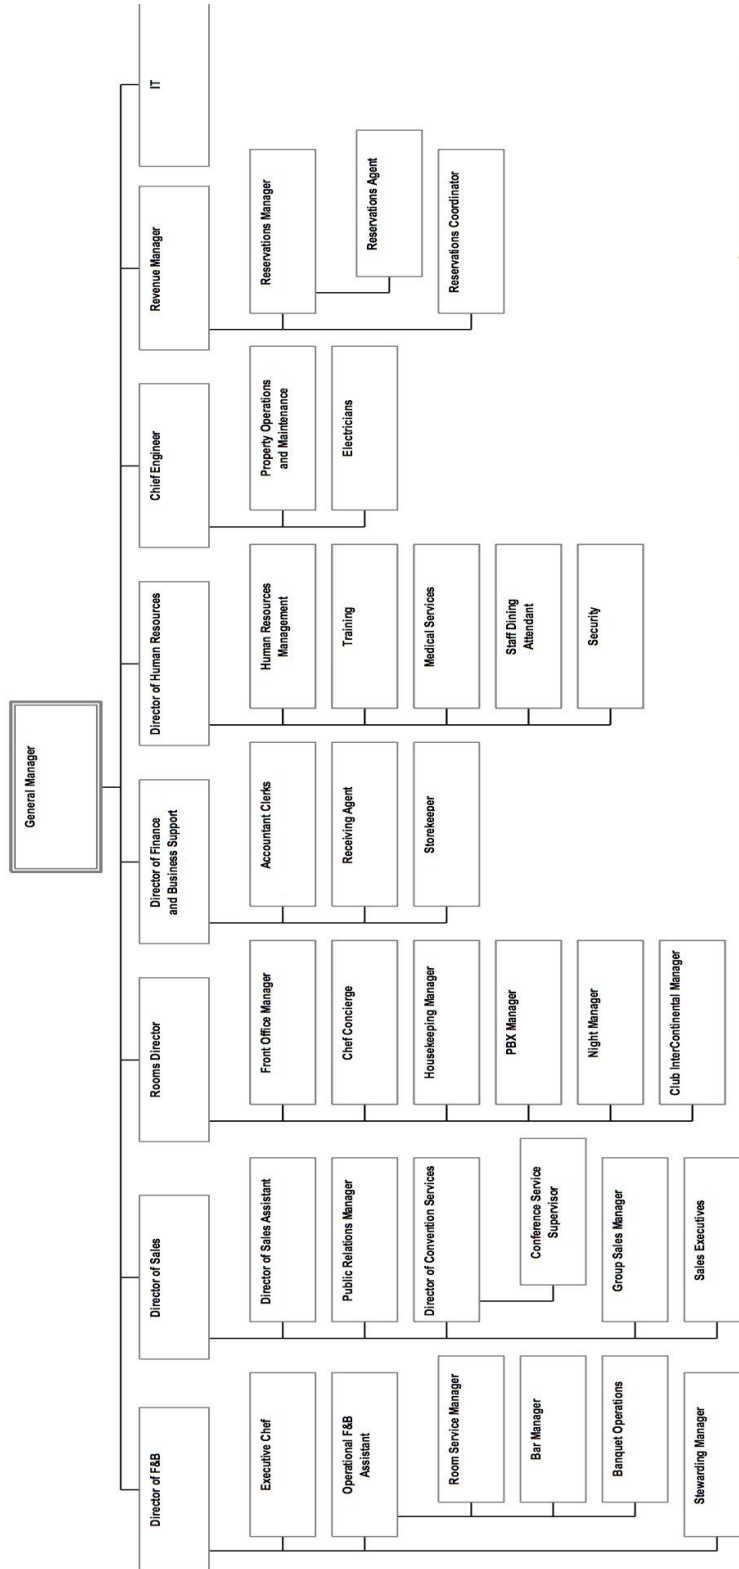 General Manager
Director of F&B
Executive Chef
Operational F&B
Assistant
Room Service Manager
Bar Manager
Banquet Operations
Stewarding Manager
Director of Sales
Director of Sales Assistant
Public Relations Manager
Director of Convention Services
Conference Service
Supervisor
Group Sales Manager
Sales Executives
Rooms Director
Front Office Manager
Chef Concierge
Housekeeping Manager
PBX Manager
Night Manager
Club InterContinental Manager
Director of Finance
and Business Support
Accountant Clerks
Receiving Agent
Storekeeper
Director of Human Resources
Human Resources
Management
Training
Medical Services
Staff Dining
Attendant
Security
Chief Engineer
Property Operations
and Maintenance
Electricians
Revenue Manager
Reservations Manager
Reservations Agent
Reservations Coordinator
IT